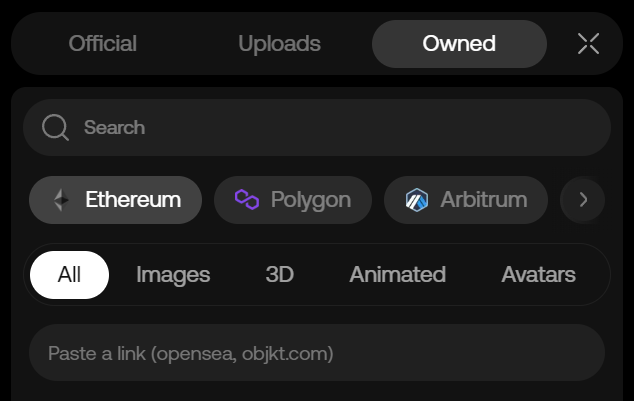 Official Uploads Owned
Search
Ethereum Polygon Arbitrum
All Images 3D Animated Avatars
Paste a link (opensea, objkt.com)